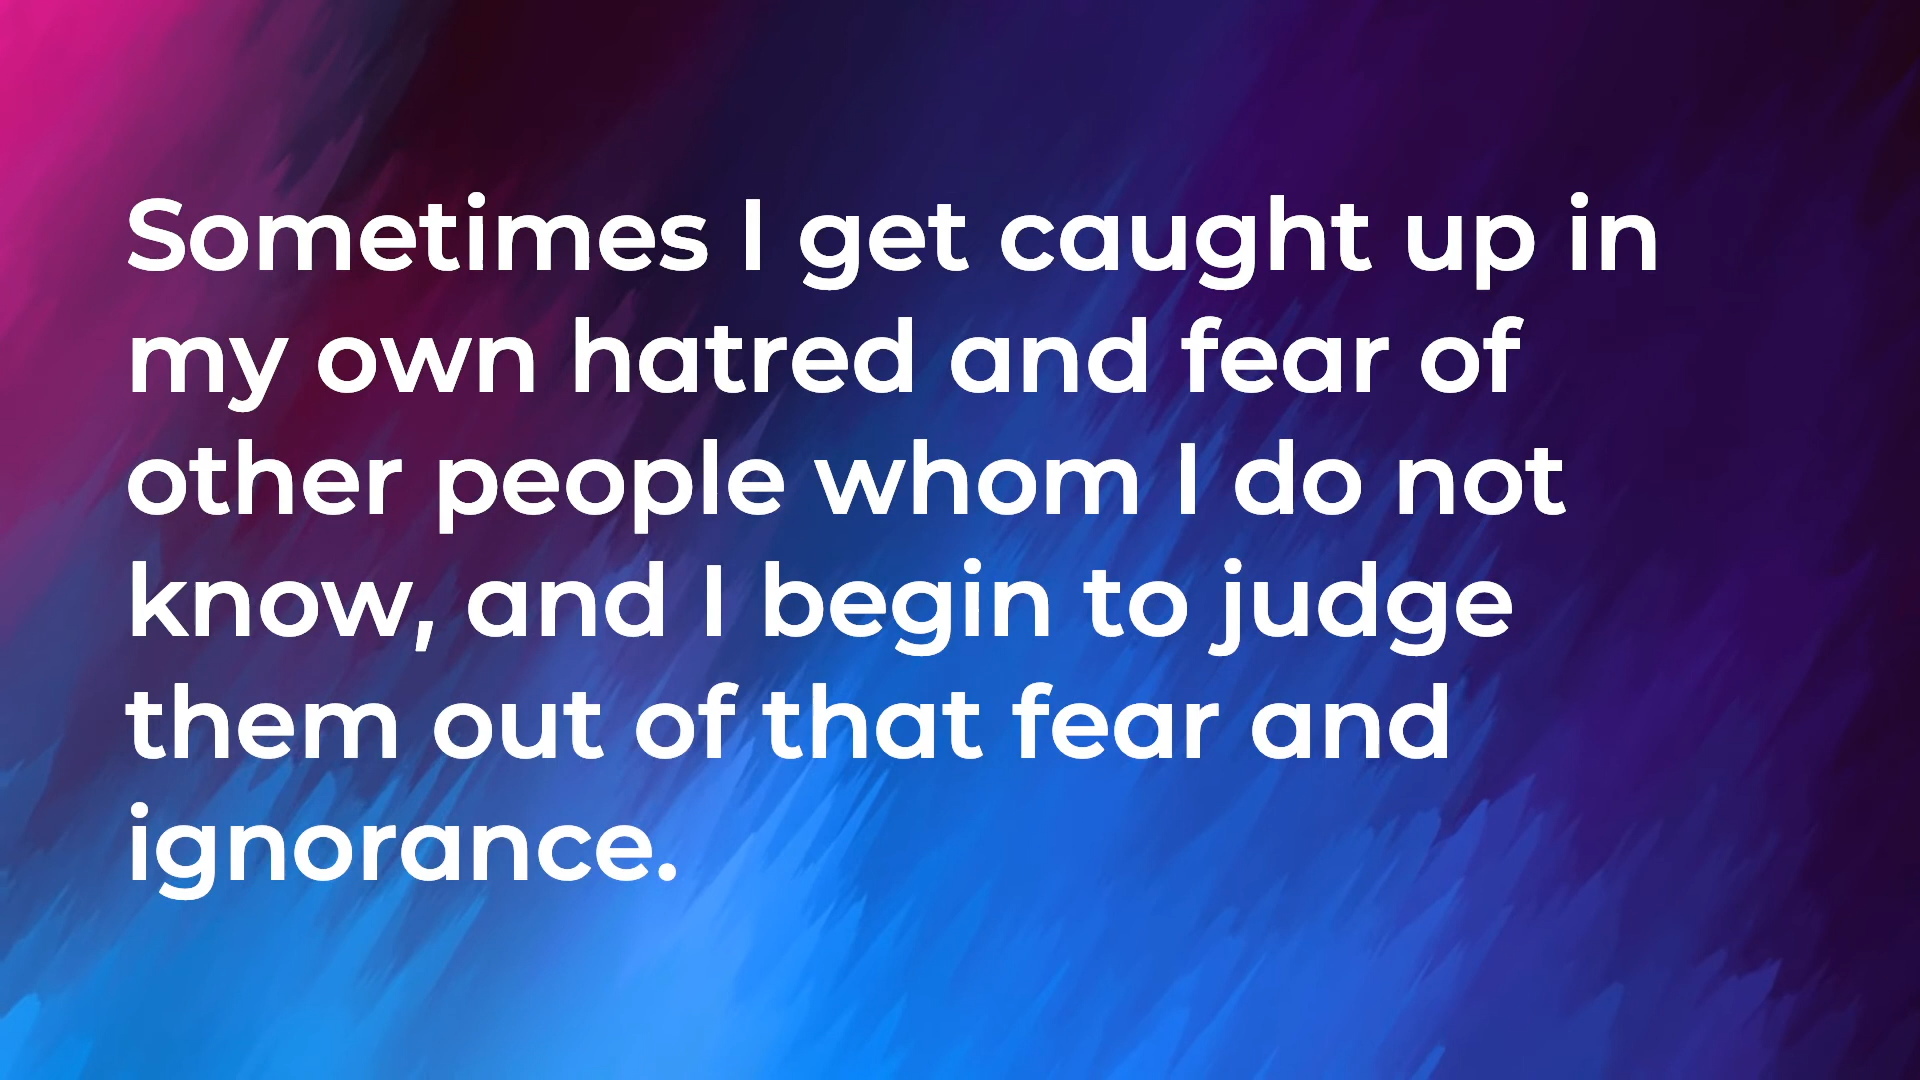 Sometimes I get caught up in
my own hatred and fear of
other people whom I do not
know, and I begin to judge
them out of that fear and
ignorance.